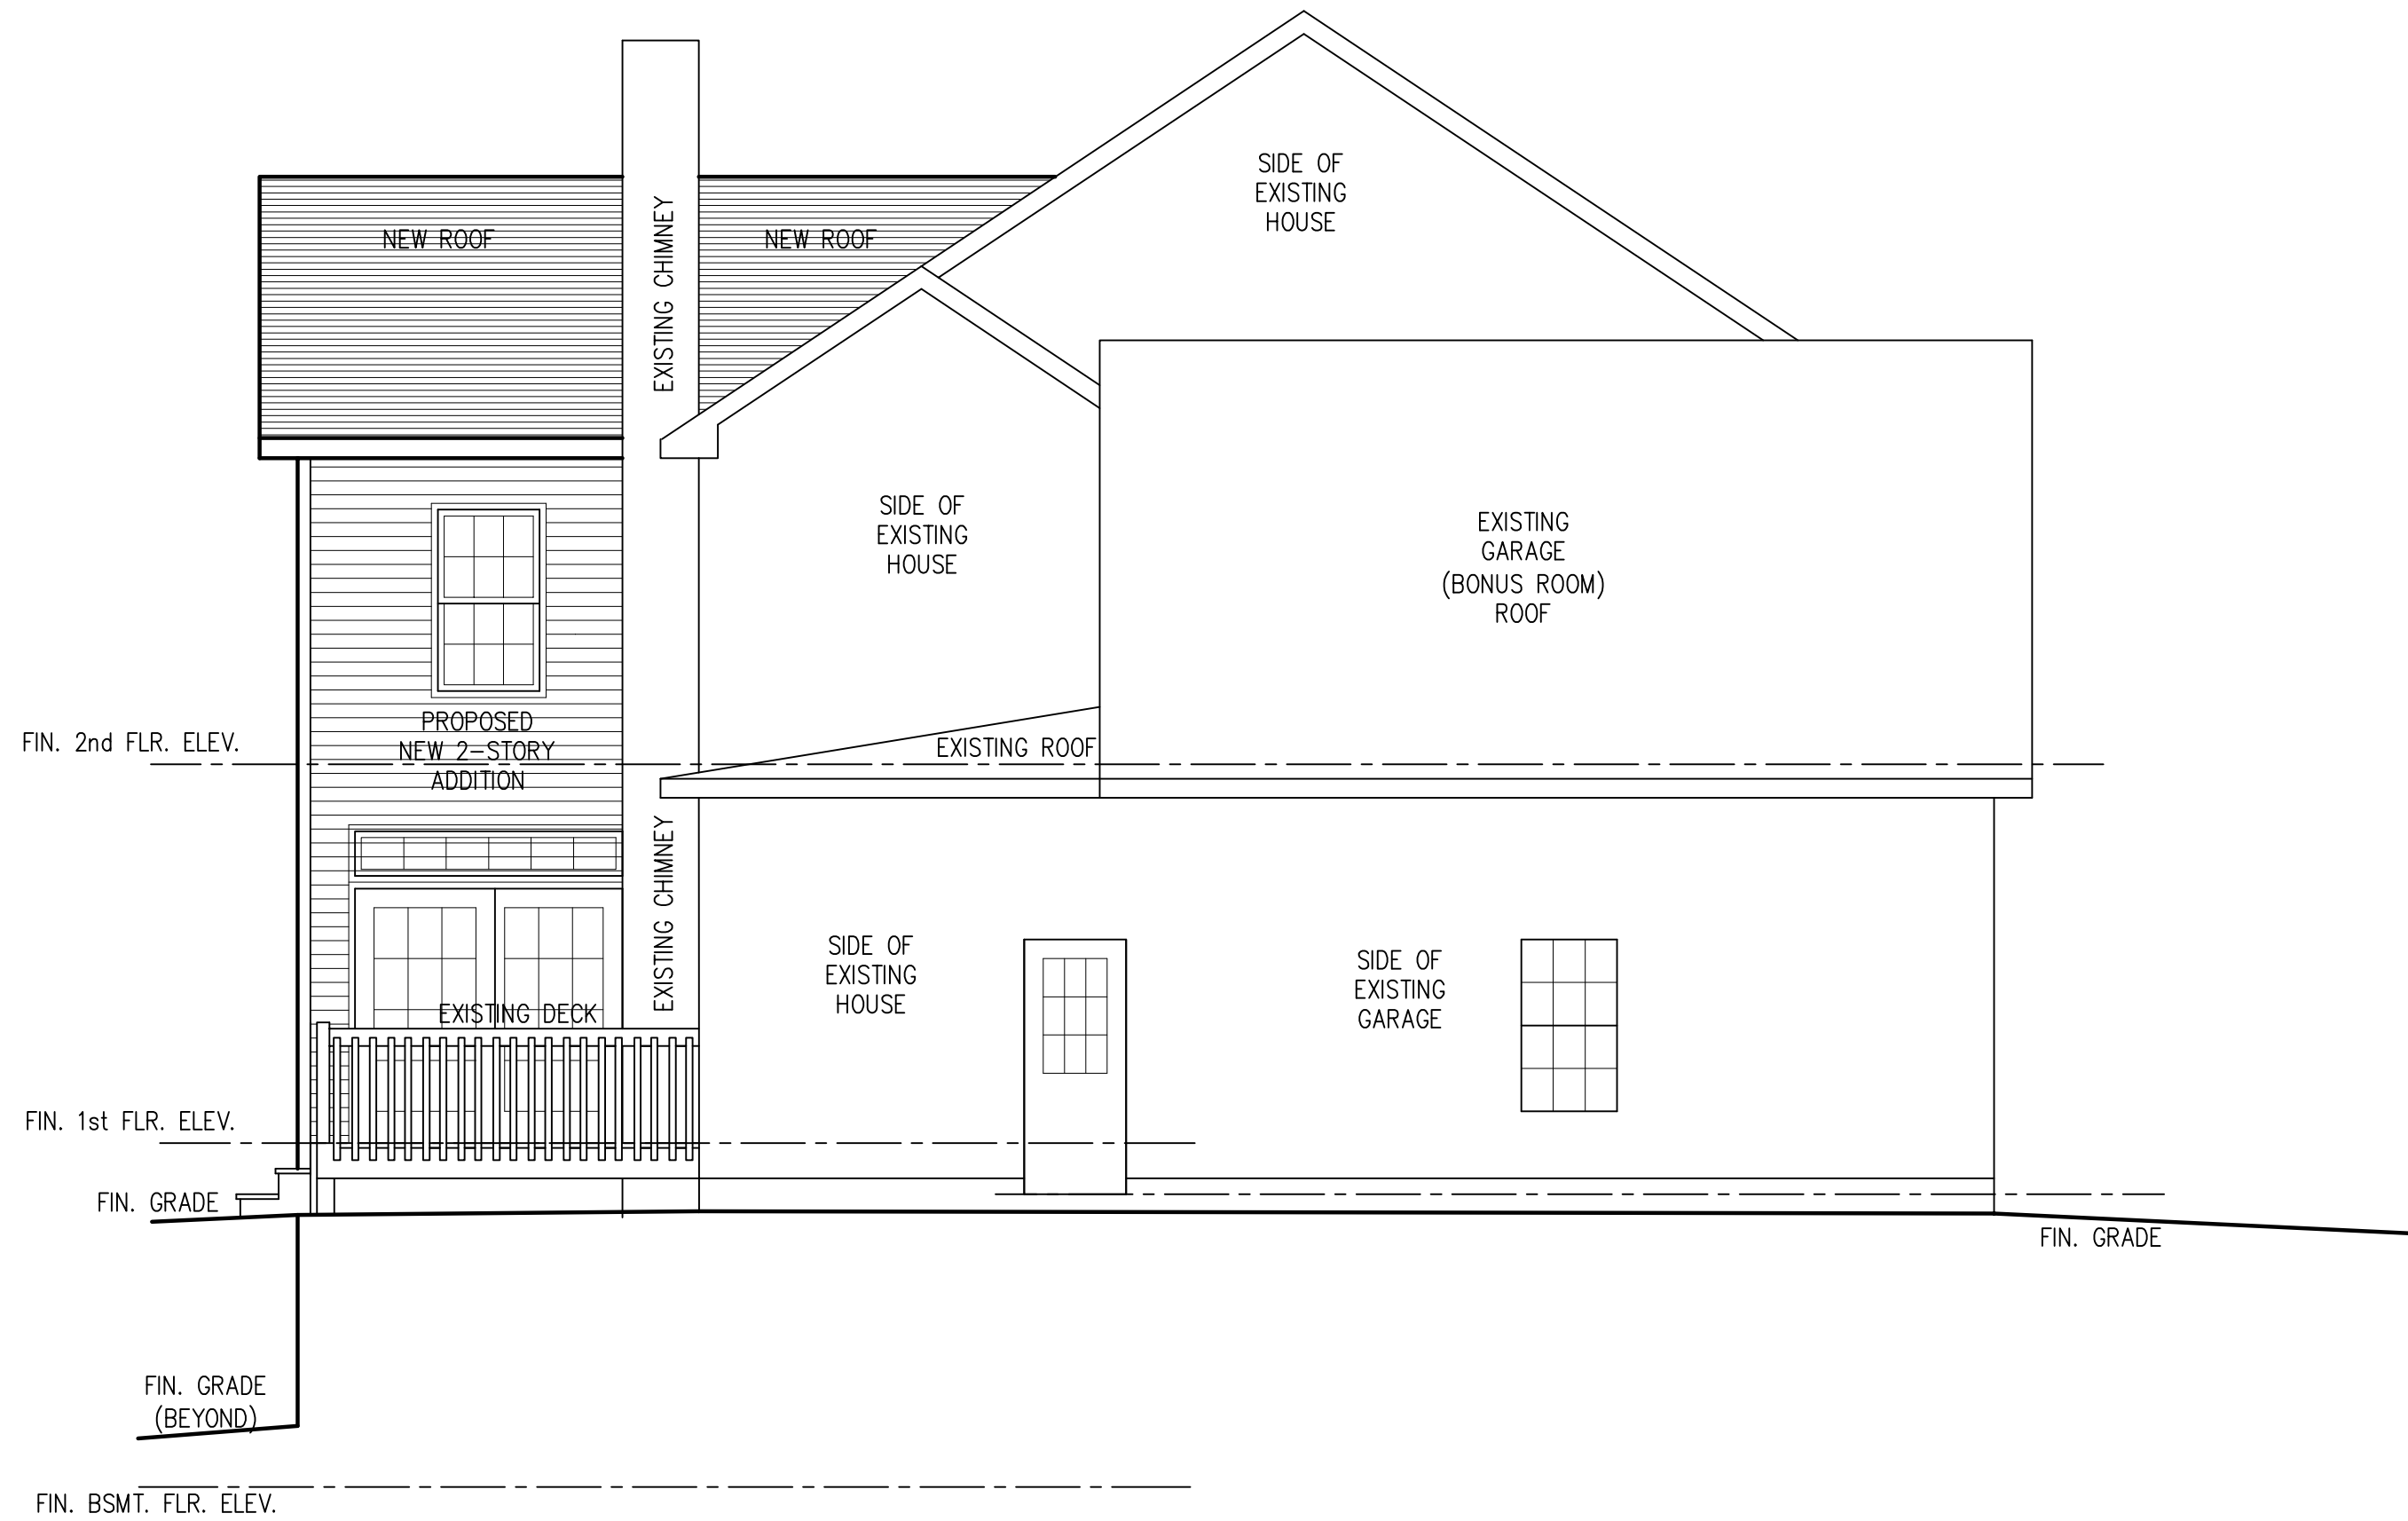 SIDE OF
EXISTING
HOUSE
NEW ROOF
NEW ROOF
EXISTING CHIMNEY
SIDE OF
EXISTING
HOUSE
EXISTING
GARAGE
(BONUS ROOM)
ROOF
FIN. 2nd FLR. ELEV.
PROPOSED
NEW 2-STORY
ADDITION
EXISTING ROOF
EXISTING CHIMNEY
SIDE OF
EXISTING
HOUSE
SIDE OF
EXISTING
GARAGE
EXISTING DECK
FIN. 1st FLR. ELEV.
FIN. GRADE
FIN. GRADE
FIN. GRADE
(BEYOND)
FIN. BSMT. FLR. ELEV.